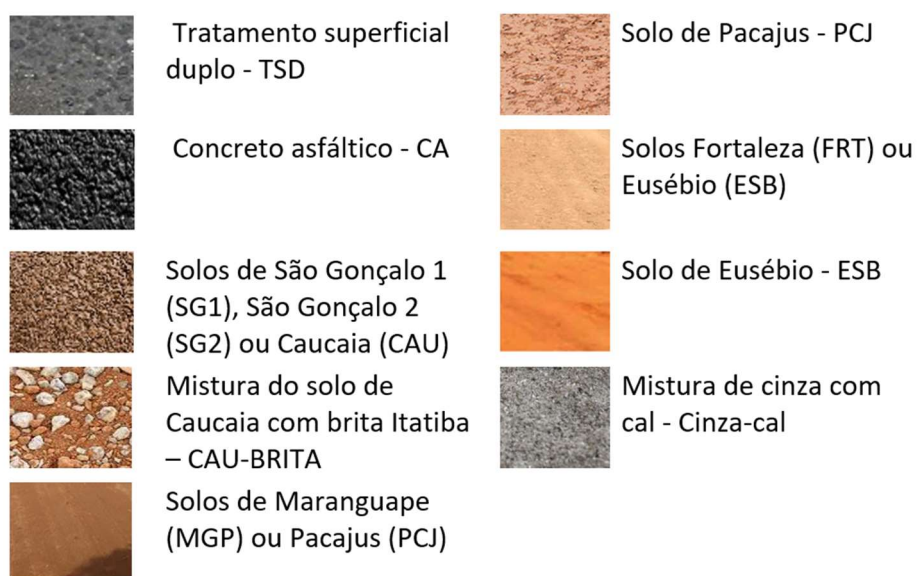 Tratamento superficial
duplo - TSD
Concreto asfáltico - CA
Solos de São Gonçalo 1
(SG1), São Gonçalo 2
(SG2) ou Caucaia (CAU)
Mistura do solo de
Caucaia com brita Itatiba
– CAU-BRITA
Solos de Maranguape
(MGP) ou Pacajus (PCJ)
Solo de Pacajus - PCJ
Solos Fortaleza (FRT) ou
Eusébio (ESB)
Solo de Eusébio - ESB
Mistura de cinza com
cal - Cinza-cal